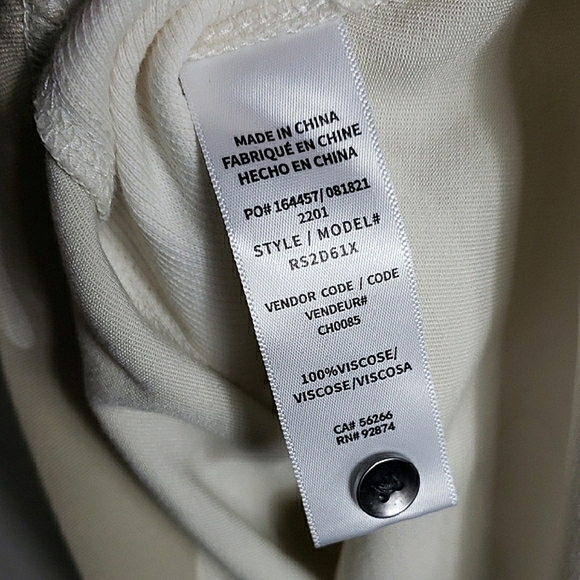 MADE IN CHINA
FABRIQUÉ EN CHINE
HECHO EN CHINA
PO# 164457/081821
2201
STYLE / MODEL#
RS2D61X
VENDOR CODE / CODE
VENDEUR#
CH0085
100%VISCOSE/
VISCOSE/VISCOSA
CA# 56266
RN# 92874